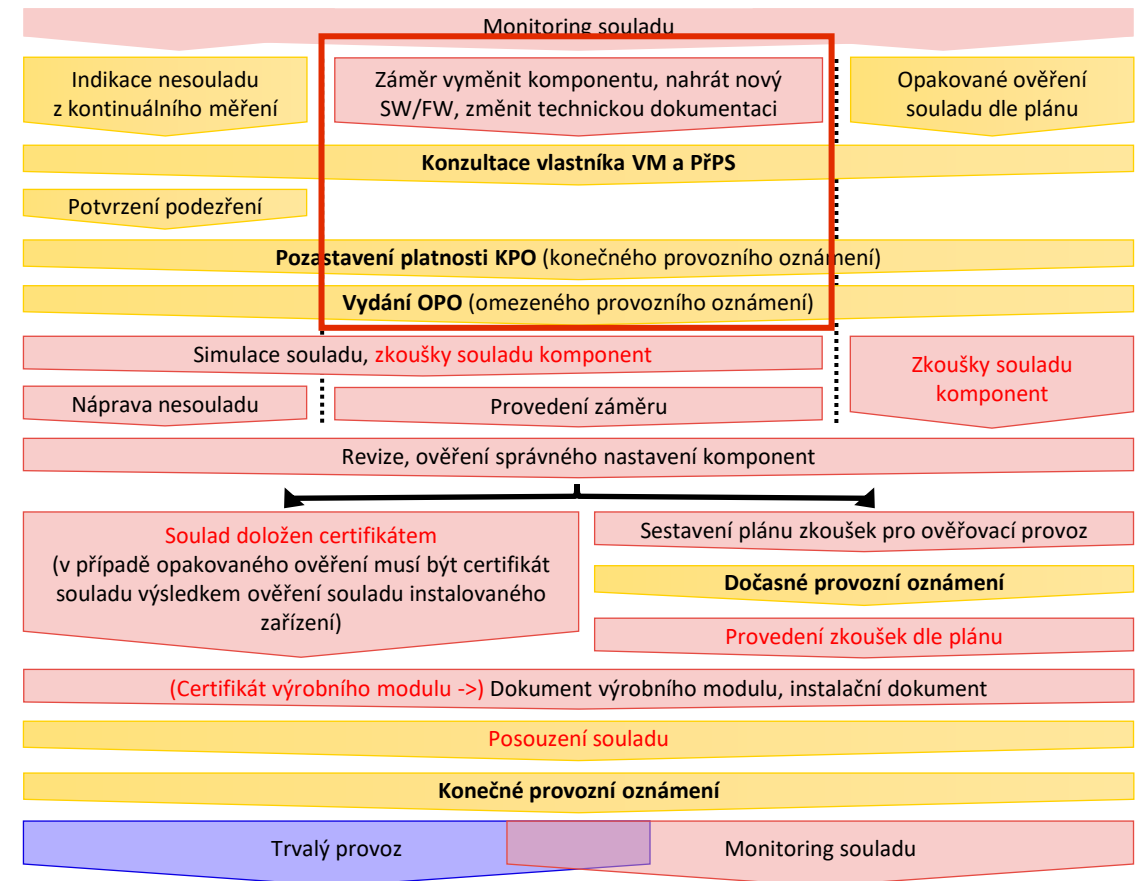 Monitoring souladu
Indikace nesouladu
z kontinuálního měření
Záměr vyměnit komponentu, nahrát nový
SW/FW, změnit technickou dokumentaci
Opakované ověření
souladu dle plánu
Konzultace vlastníka VM a PřPS
Potvrzení podezření
Pozastavení platnosti KPO (konečného provozního oznámení)
Vydání OPO (omezeného provozního oznámení)
Simulace souladu, zkoušky souladu komponent
Zkoušky souladu
komponent
Náprava nesouladu
Provedení záměru
Revize, ověření správného nastavení komponent
Soulad doložen certifikátem
(v případě opakovaného ověření musí být certifikát
souladu výsledkem ověření souladu instalovaného
zařízení)
Sestavení plánu zkoušek pro ověřovací provoz
Dočasné provozní oznámení
Provedení zkoušek dle plánu
(Certifikát výrobního modulu ->) Dokument výrobního modulu, instalační dokument
Posouzení souladu
Konečné provozní oznámení
Trvalý provoz
Monitoring souladu